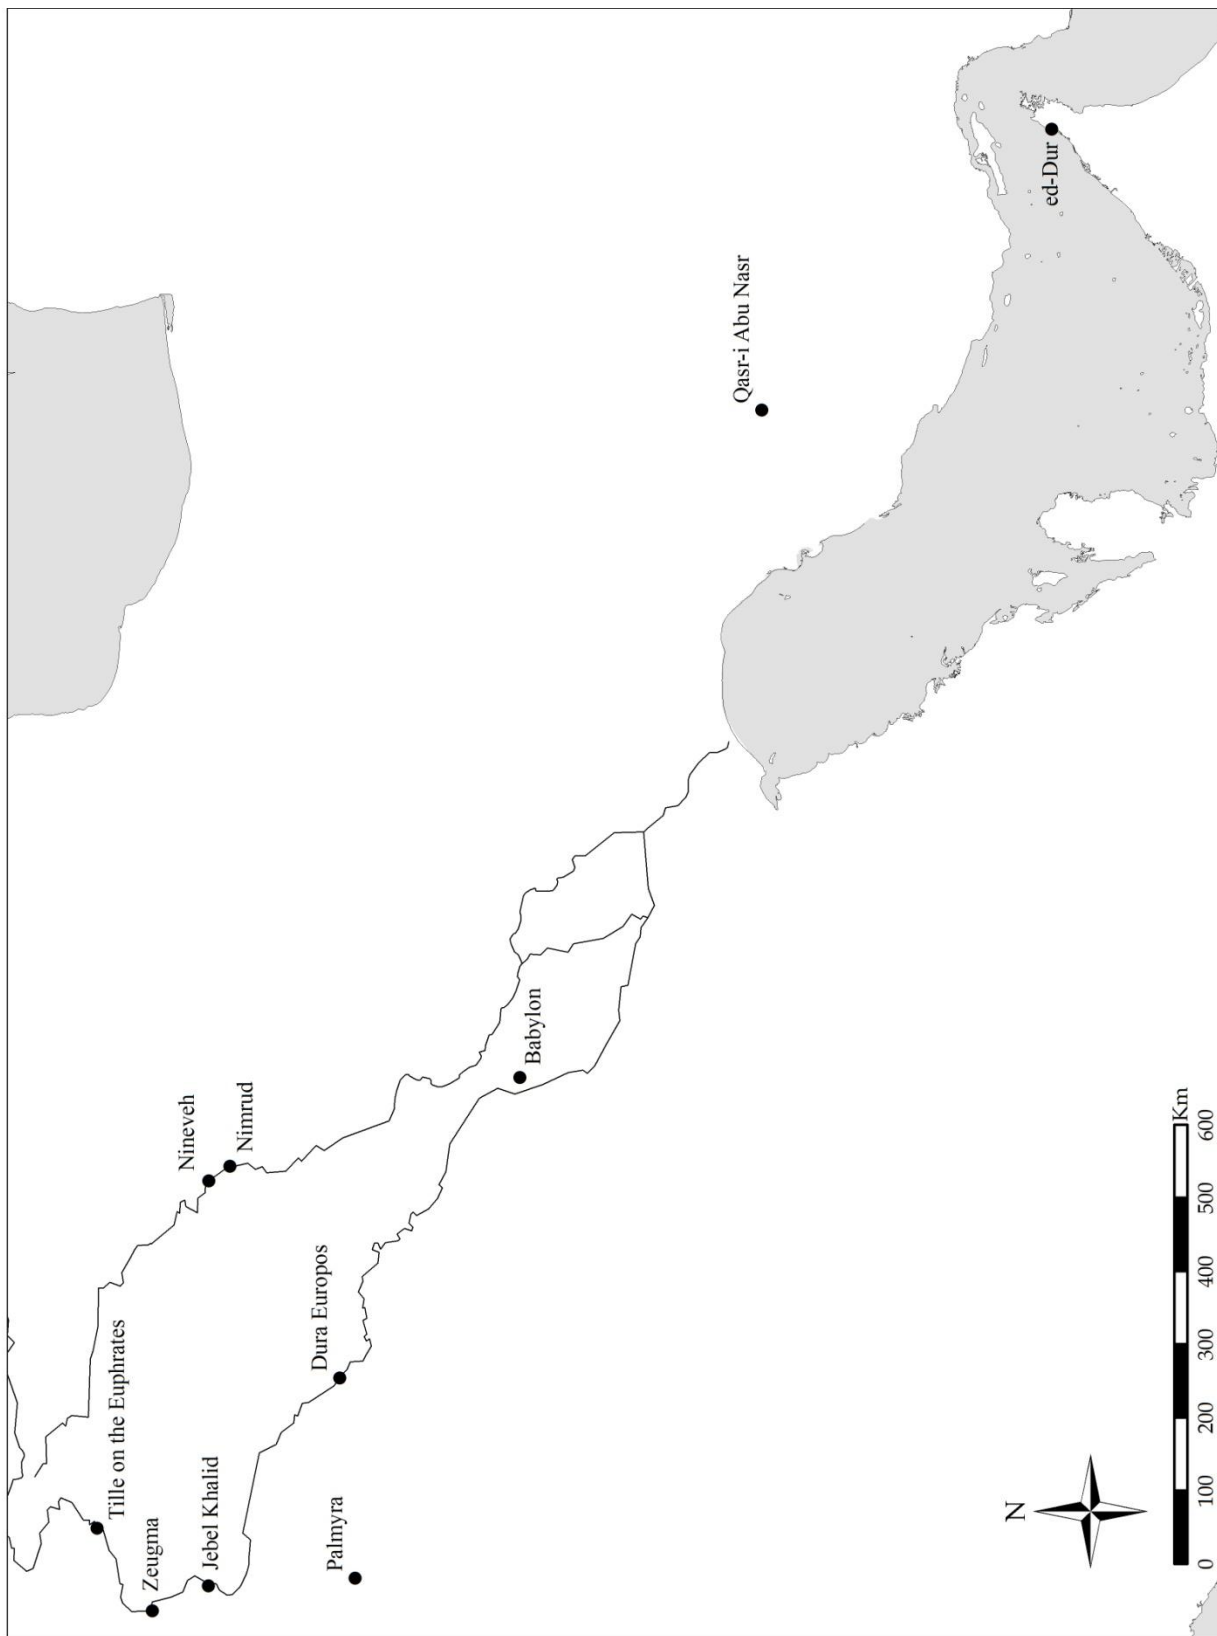 Tille on the Euphrates
Zeugma
Jebel Khalid
Nineveh
Nimrud
Dura Europos
Palmyra
Babylon
Qasr-i Abu Nasr
ed-Dur
N
0 100 200 300 400 500 600
Km